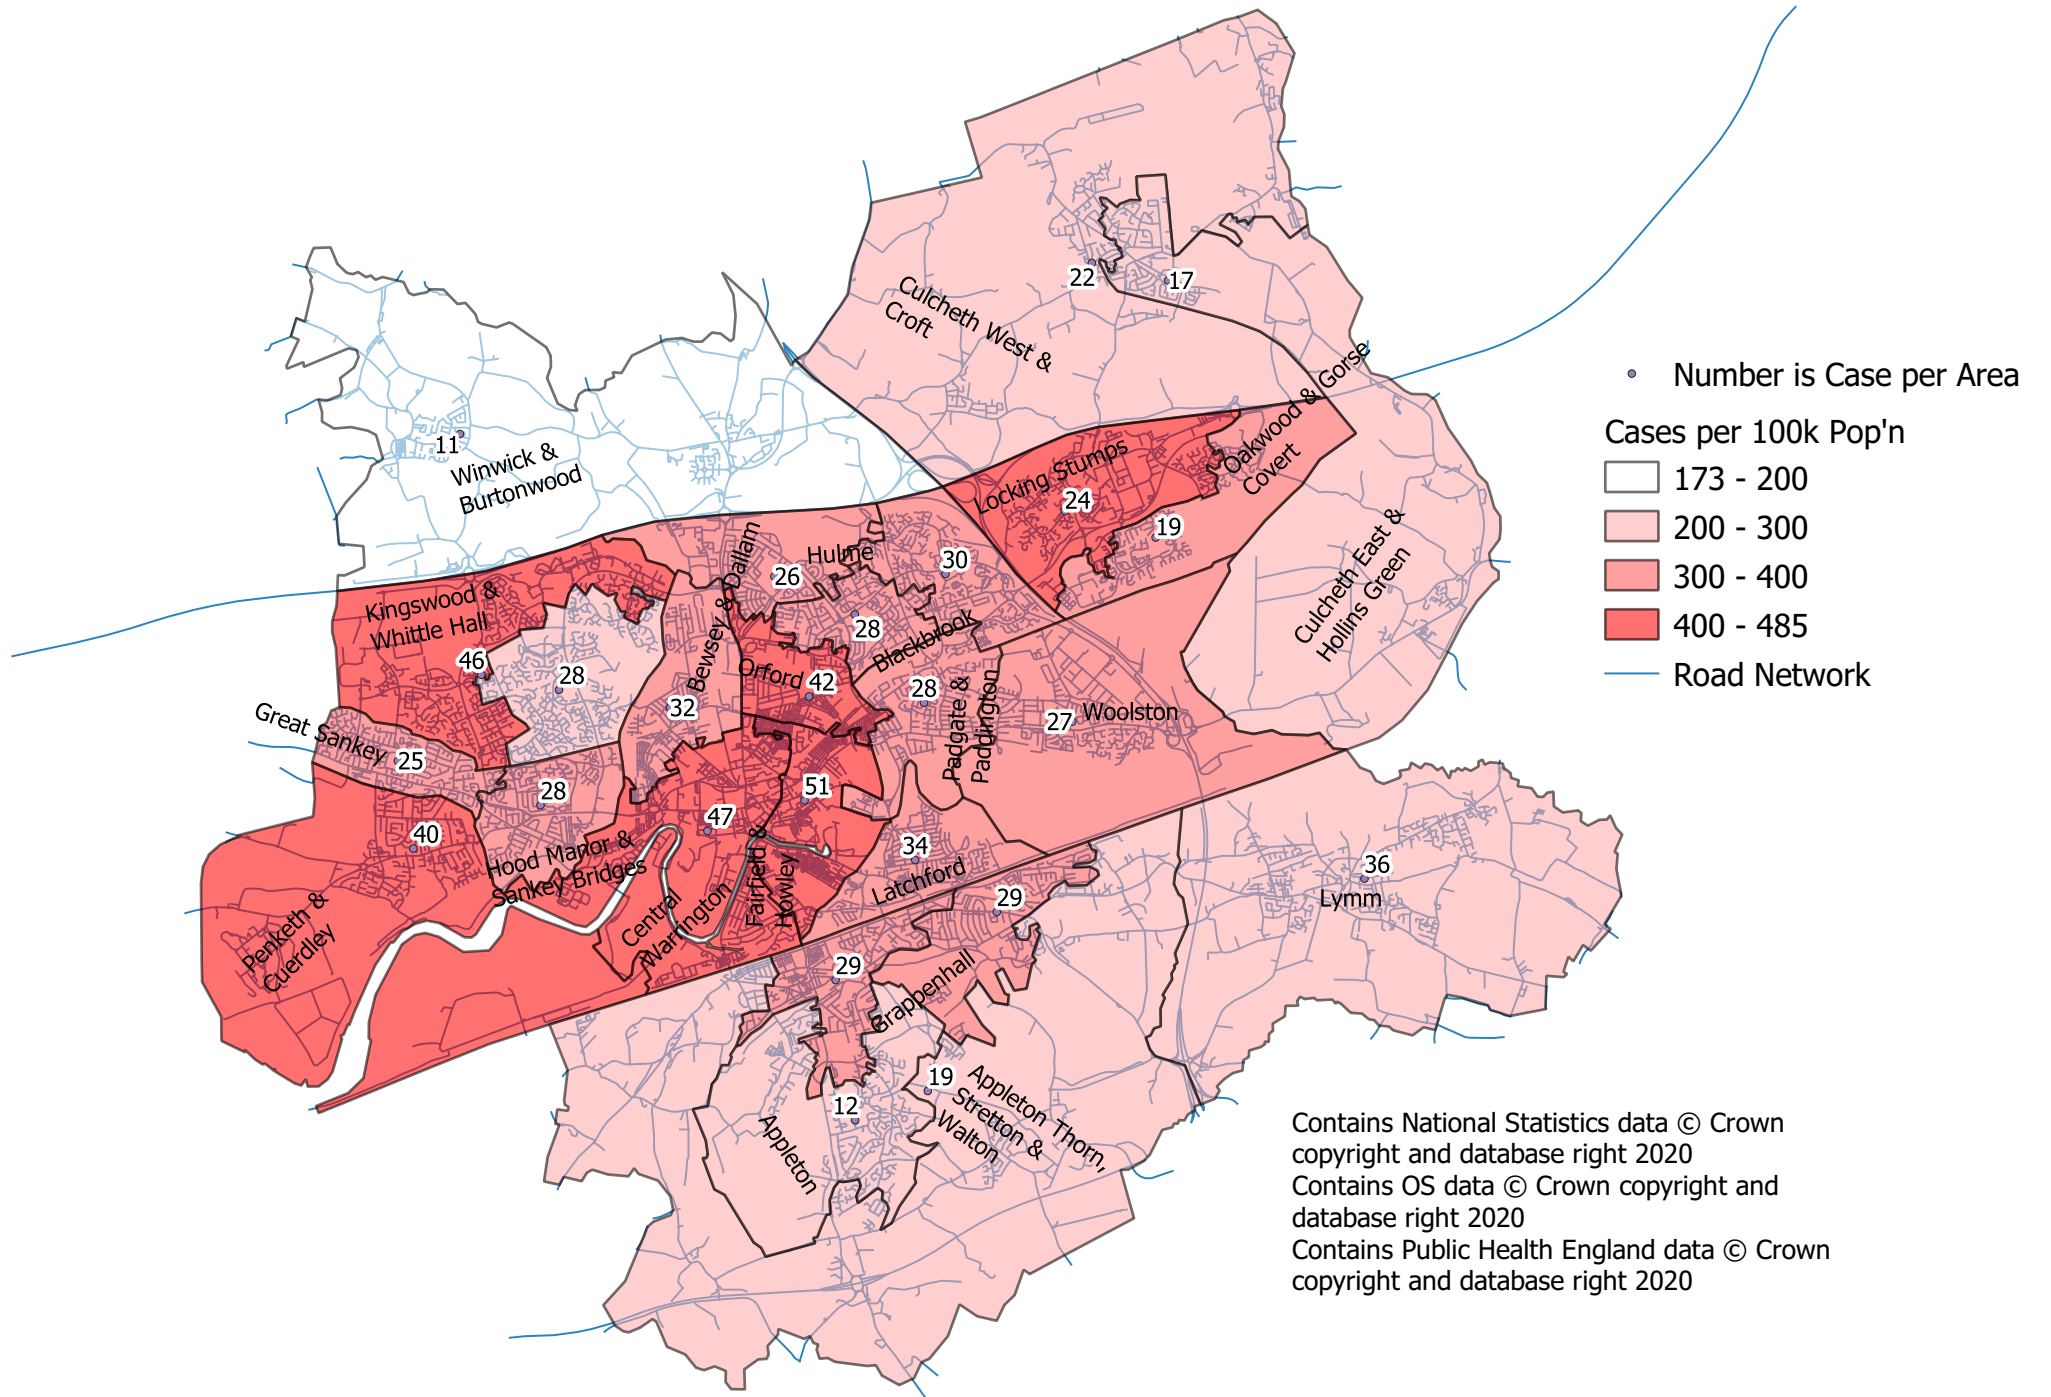 22
17
Culcheth West &
Croft
11
Winwick &
Burtonwood
Locking Stumps
24
Oakwood & Gorse
Covert
19
Culcheth East &
Hollins Green
Hulme
26
30
28
Blackbrook
Kingswood &
Whittle Hall
46
28
Bewsey & Dallam
32
Orford
42
28
Padgate &
Paddington
27
Woolston
Great Sankey
25
28
40
51
47
Hood Manor &
Sankey Bridges
Penketh &
Cuerdley
Central
Warrington
Fairfield &
Howley
34
Latchford
36
Lymm
29
29
Grappenhall
19
12
Appleton
Appleton Thorn,
Stretton &
Walton
Number is Case per Area
Cases per 100k Pop'n
173 - 200
200 - 300
300 - 400
400 - 485
Road Network
Contains National Statistics data © Crown
copyright and database right 2020
Contains OS data © Crown copyright and
database right 2020
Contains Public Health England data © Crown
copyright and database right 2020